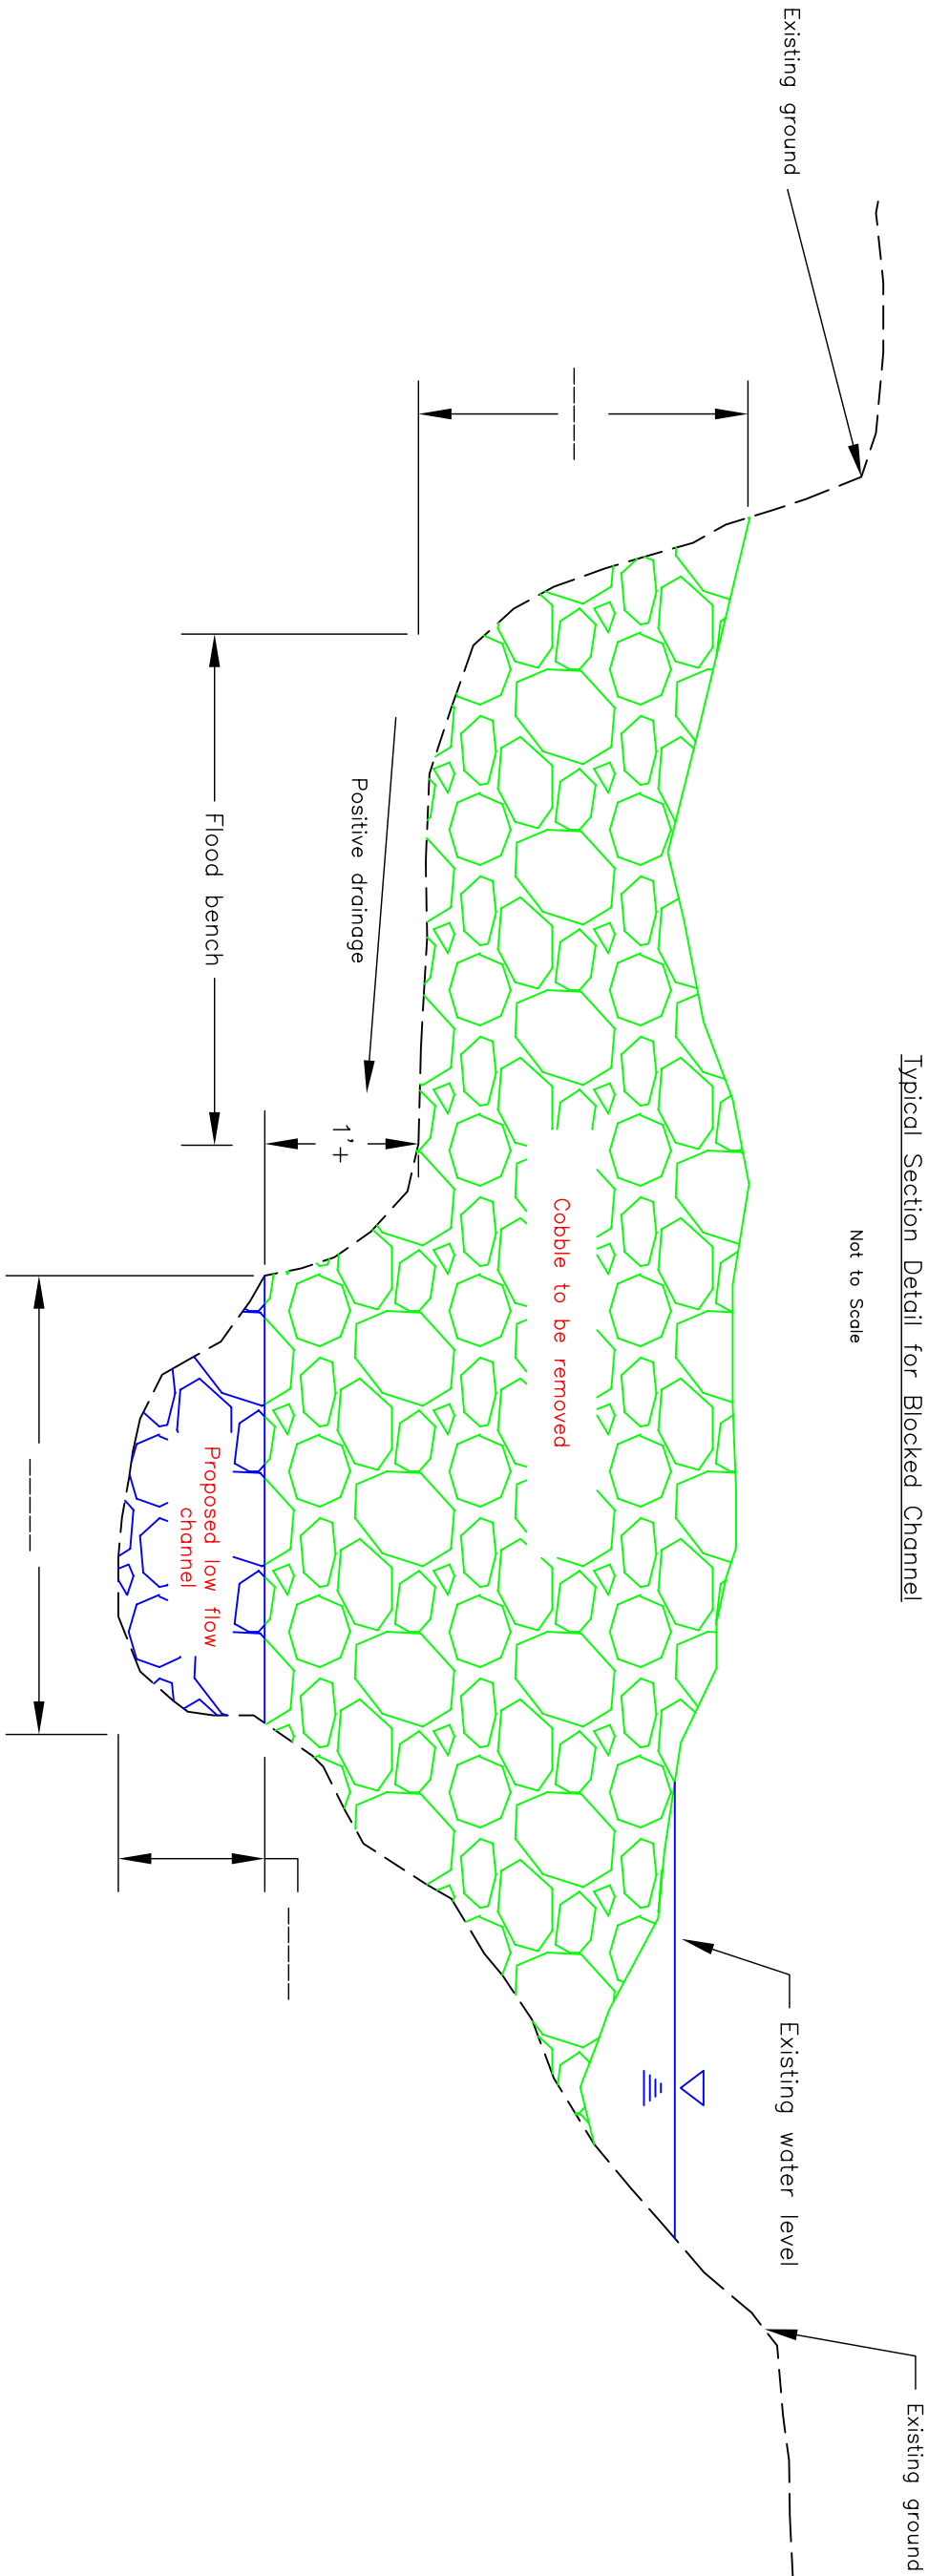 Typical Section Detail for Blocked Channel
Not to Scale
Existing ground
Existing ground
Existing water level
Cobble to be removed
Positive drainage
1'+
Flood bench
Proposed low flow
channel